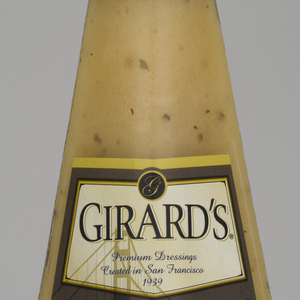 G
GIRARD'S®
Premium Dressings
Created in San Francisco
1939